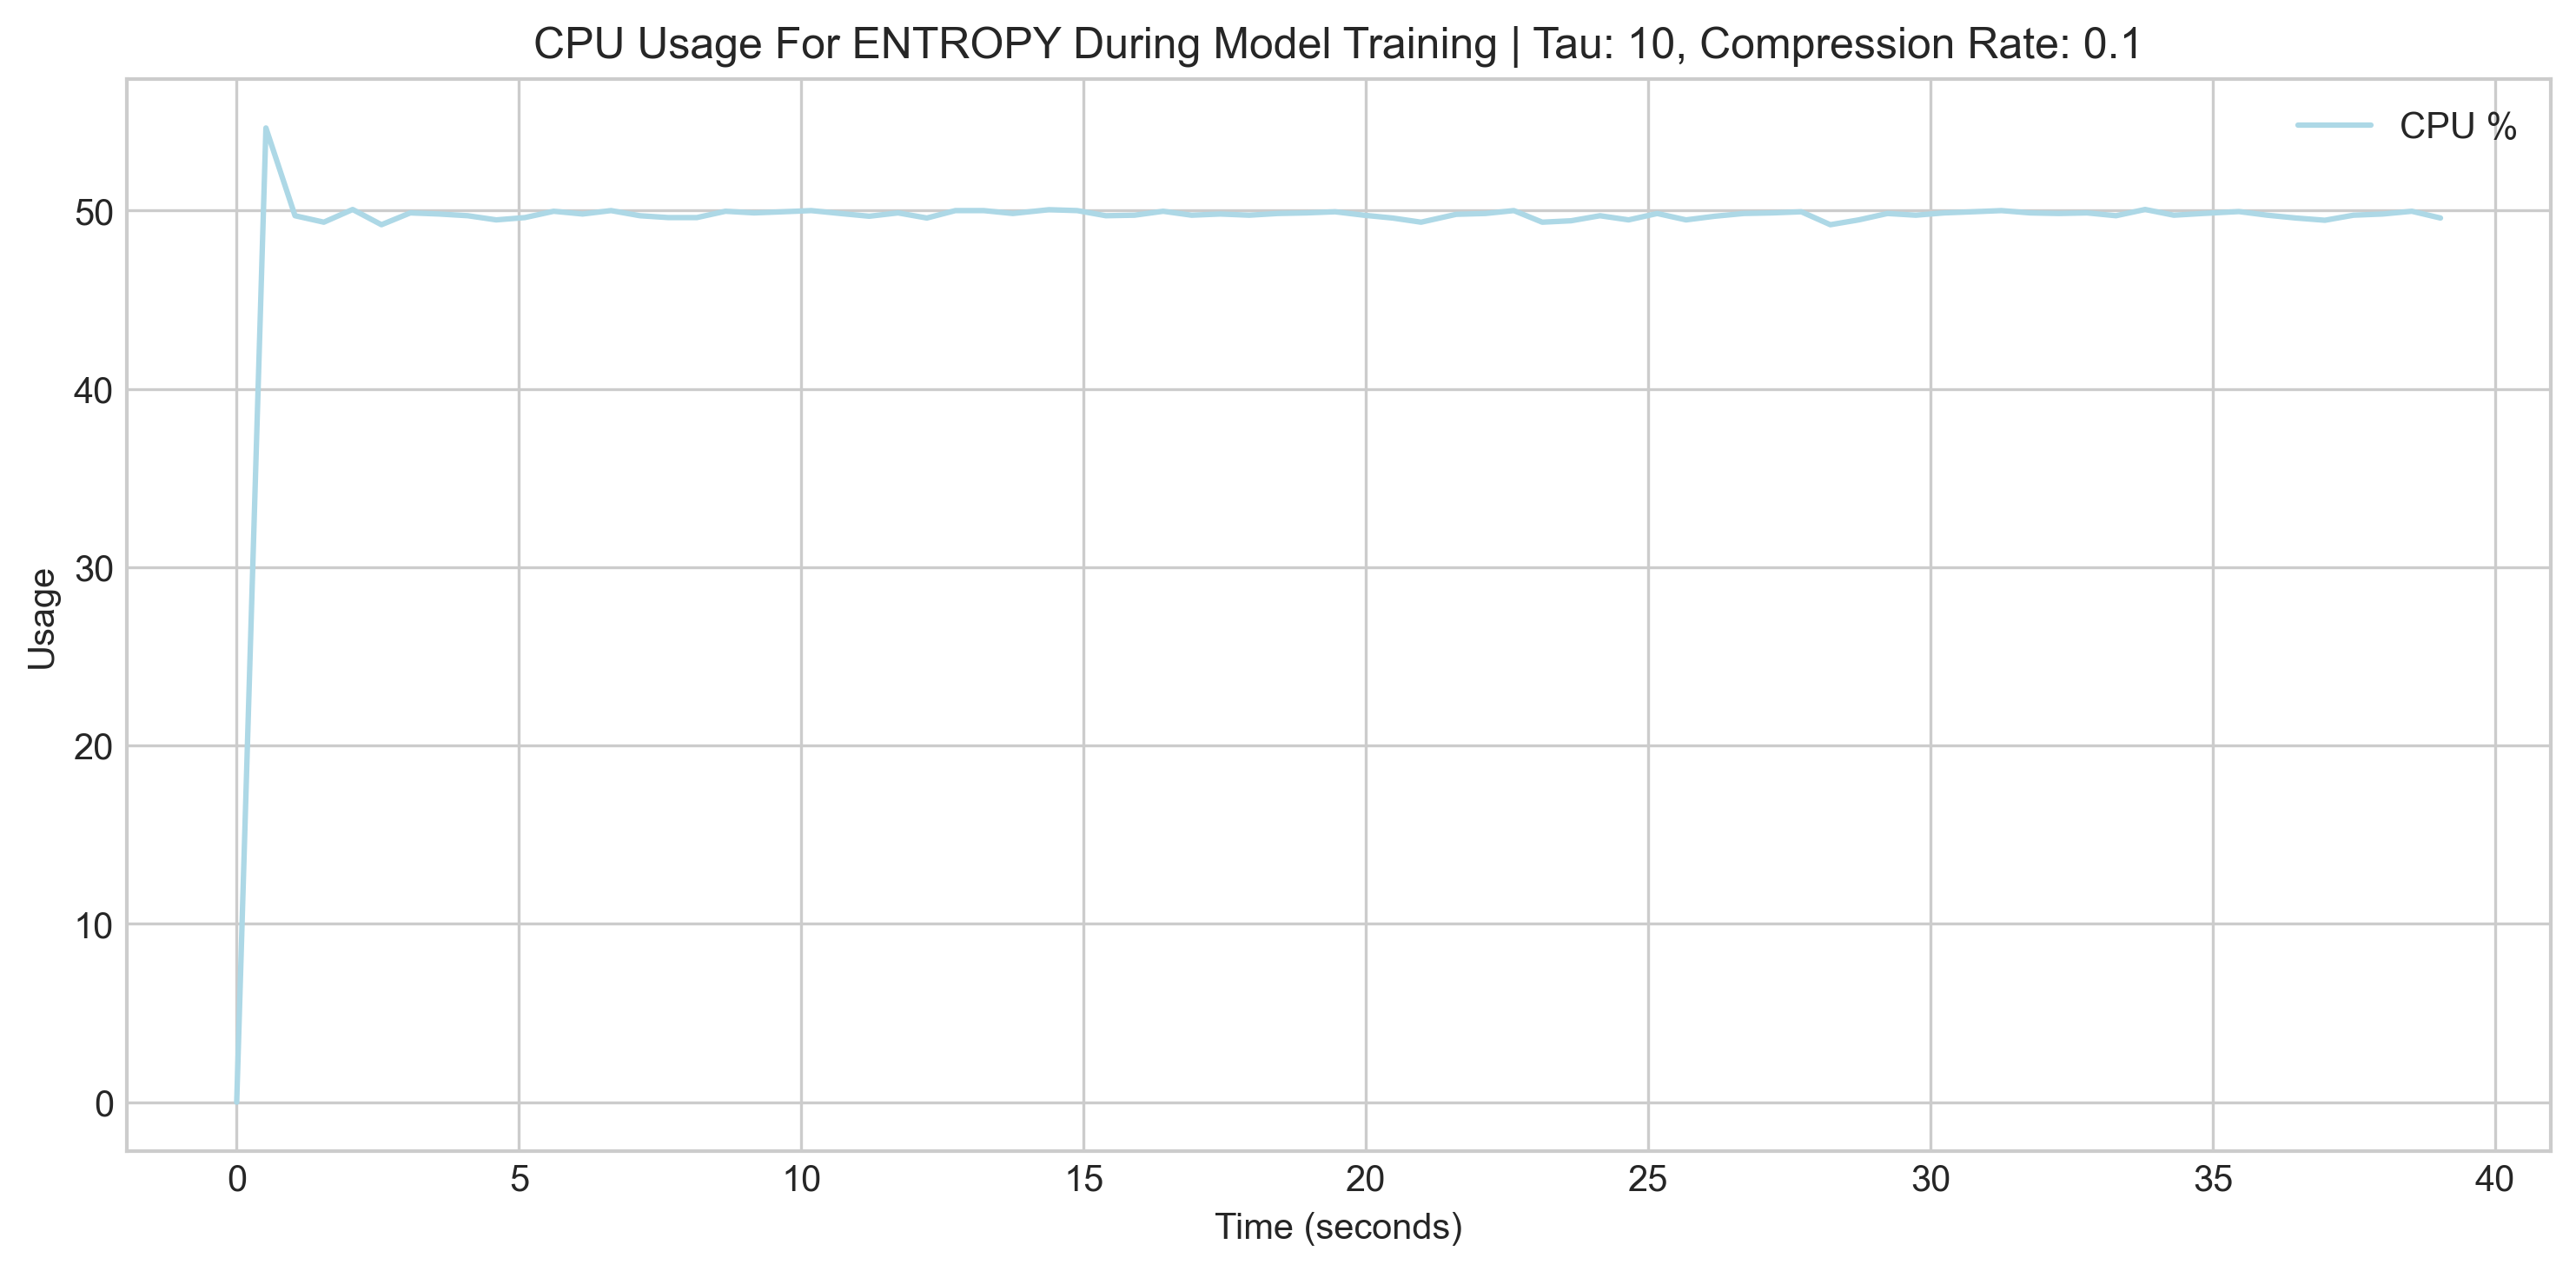 CPU Usage For ENTROPY During Model Training | Tau: 10, Compression Rate: 0.1
CPU %
50
40
30
20
10
0
Usage
0 5 10 15 20 25 30 35 40
Time (seconds)